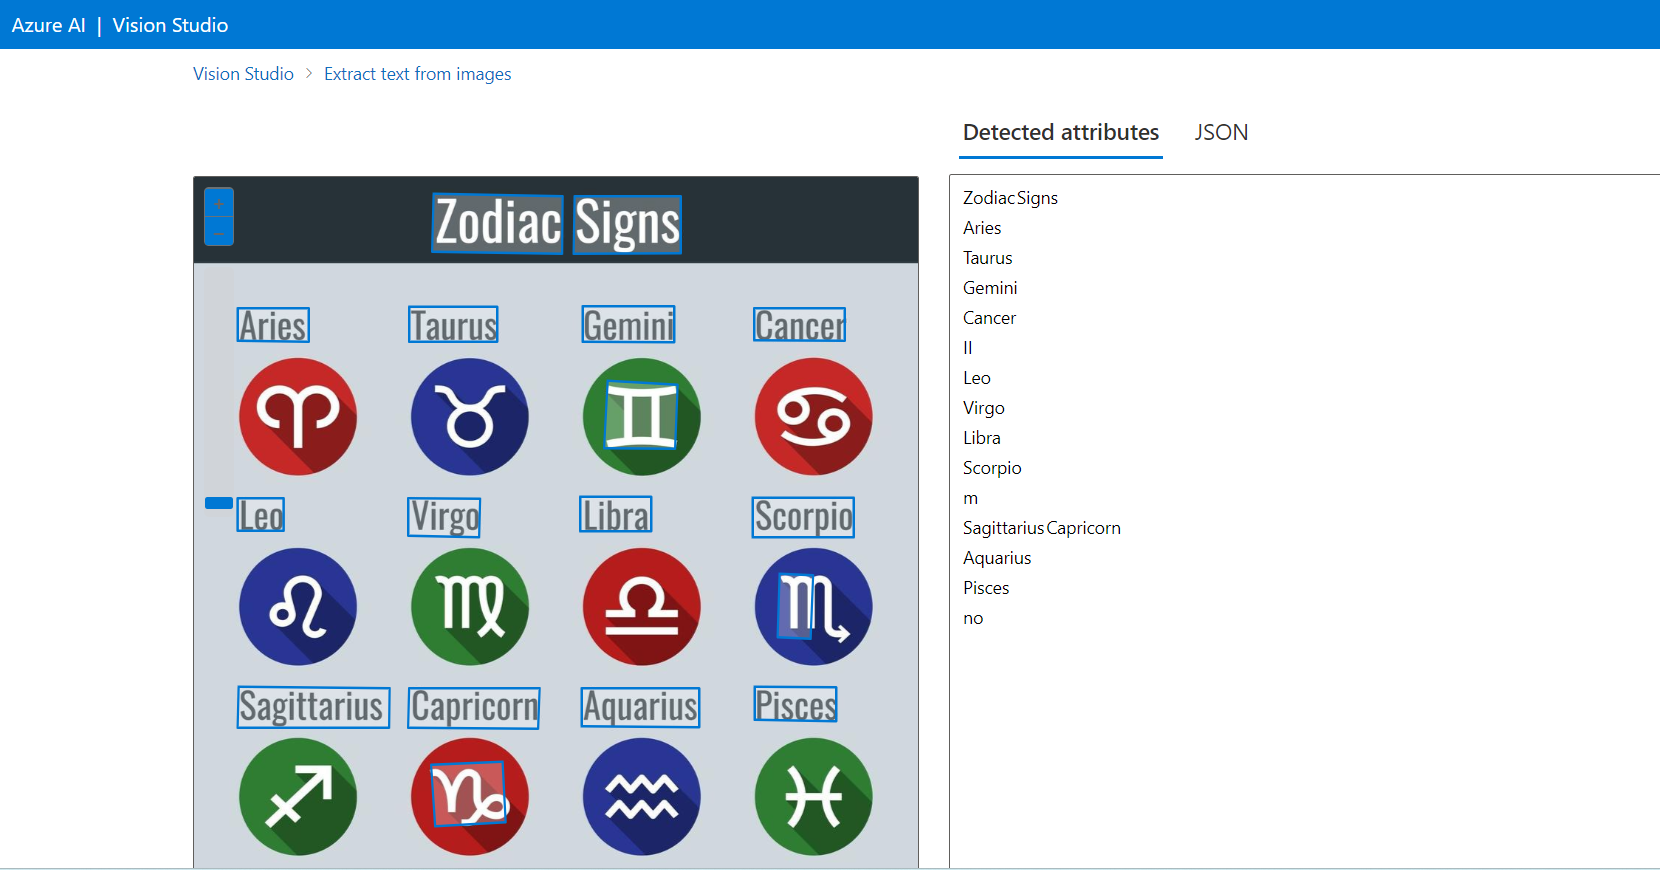 Azure AI | Vision Studio
Vision Studio > Extract text from images
Detected attributes JSON
+
−
Zodiac Signs
Aries Taurus Gemini Cancer
♈ ♉ ♊ ♋
Leo Virgo Libra Scorpio
♌ ♍ ♎ ♏
Sagittarius Capricorn Aquarius Pisces
♐ ♑ ♒ ♓
Zodiac Signs
Aries
Taurus
Gemini
Cancer
II
Leo
Virgo
Libra
Scorpio
m
Sagittarius Capricorn
Aquarius
Pisces
no